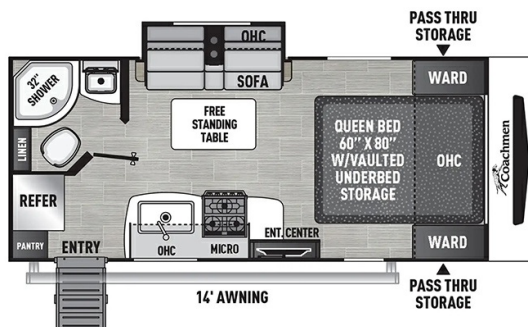 PASS THRU
STORAGE
OHC
SOFA
WARD
32"
SHOWER
LINEN
FREE
STANDING
TABLE
QUEEN BED
60" X 80"
W/VAULTED
UNDERBED
STORAGE
OHC
Coachmen
REFER
PANTRY
ENTRY
OHC
MICRO
ENT. CENTER
WARD
14' AWNING
PASS THRU
STORAGE